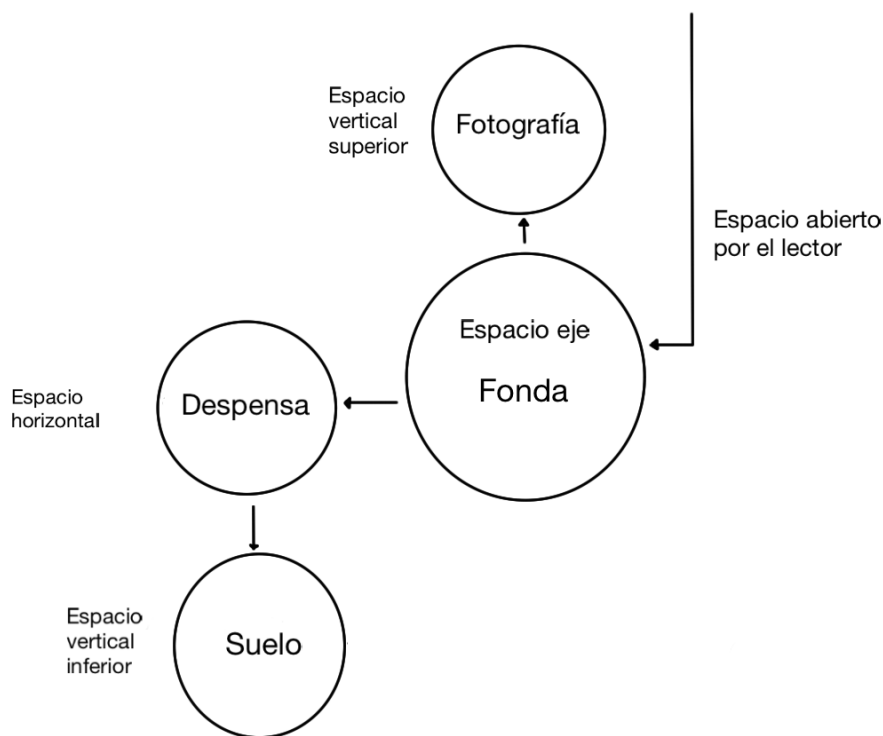 Espacio
vertical
superior
Fotografía
Espacio abierto
por el lector
Espacio eje
Fonda
Espacio
horizontal
Despensa
Espacio
vertical
inferior
Suelo